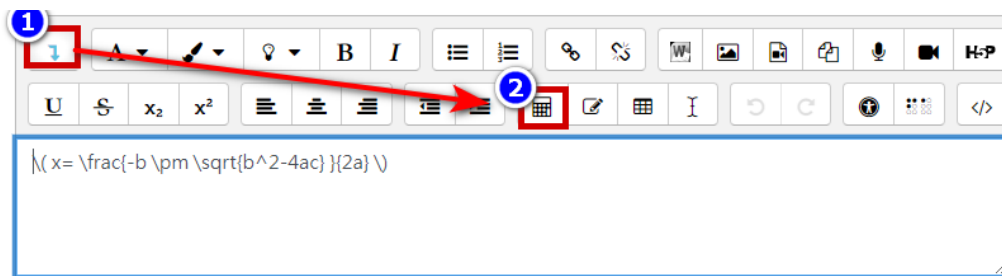 1
A B I W H-P
2
U S x₂ x² </>
\( x= \frac{-b \pm \sqrt{b^2-4ac} }{2a} \)